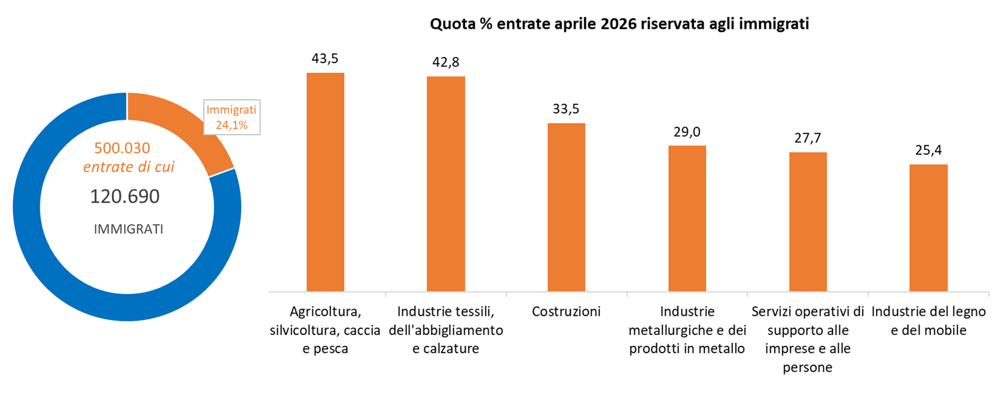 Quota % entrate aprile 2026 riservata agli immigrati
Immigrati
24,1%
500.030
entrate di cui
120.690
IMMIGRATI
43,5
42,8
33,5
29,0
27,7
25,4
Agricoltura,
silvicoltura, caccia
e pesca
Industrie tessili,
dell'abbigliamento
e calzature
Costruzioni
Industrie
metallurgiche e dei
prodotti in metallo
Servizi operativi di
supporto alle
imprese e alle
persone
Industrie del legno
e del mobile